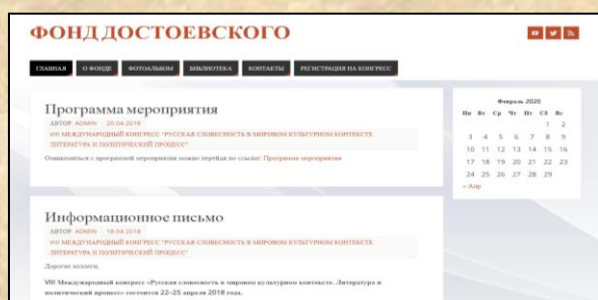 ФОНД ДОСТОЕВСКОГО
ГЛАВНАЯ О ФОНДЕ ФОТОАЛЬБОМ БИБЛИОТЕКА КОНТАКТЫ РЕГИСТРАЦИЯ НА КОНГРЕСС
Программа мероприятия
АВТОР: ADMIN 20.04.2018
VIII МЕЖДУНАРОДНЫЙ КОНГРЕСС "РУССКАЯ СЛОВЕСНОСТЬ В МИРОВОМ КУЛЬТУРНОМ КОНТЕКСТЕ.
ЛИТЕРАТУРА И ПОЛИТИЧЕСКИЙ ПРОЦЕСС"
Ознакомиться с программой мероприятия можно перейдя по ссылке: Программа мероприятия
Информационное письмо
АВТОР: ADMIN 18.04.2018
VIII МЕЖДУНАРОДНЫЙ КОНГРЕСС "РУССКАЯ СЛОВЕСНОСТЬ В МИРОВОМ КУЛЬТУРНОМ КОНТЕКСТЕ.
ЛИТЕРАТУРА И ПОЛИТИЧЕСКИЙ ПРОЦЕСС"
Дорогие коллеги,
VIII Международный конгресс «Русская словесность в мировом культурном контексте. Литература и
политический процесс» состоится 22–25 апреля 2018 года.
Февраль 2020
Пн Вт Ср Чт Пт Сб Вс
1 2
3 4 5 6 7 8 9
10 11 12 13 14 15 16
17 18 19 20 21 22 23
24 25 26 27 28 29
« Апр